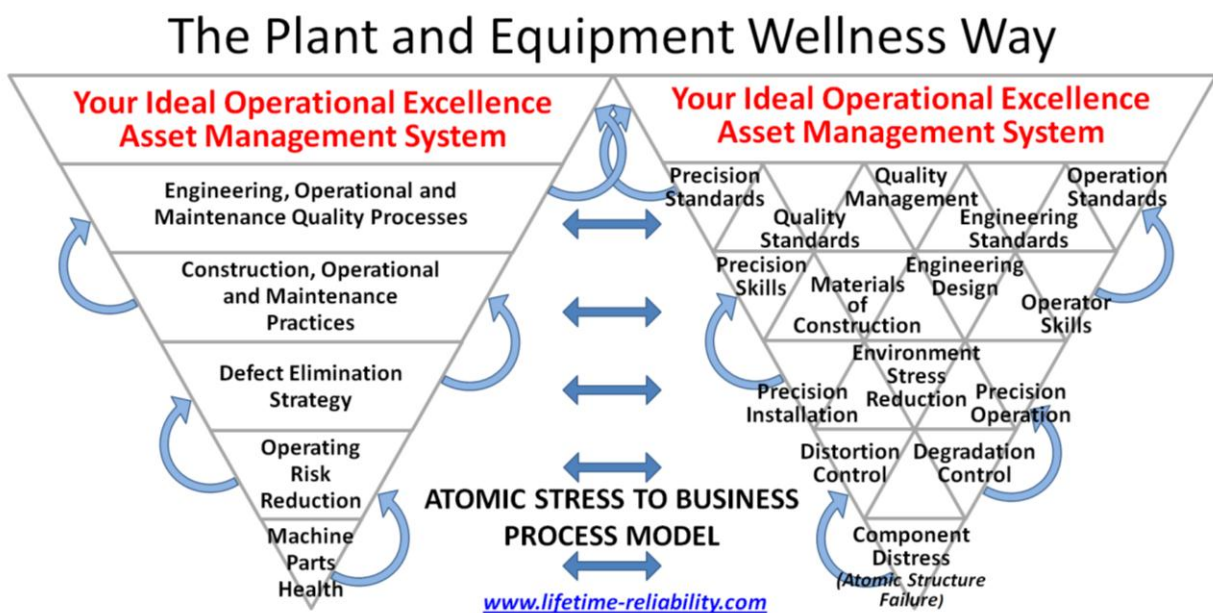 The Plant and Equipment Wellness Way
Your Ideal Operational Excellence
Asset Management System
Engineering, Operational and
Maintenance Quality Processes
Construction, Operational
and Maintenance
Practices
Defect Elimination
Strategy
Operating
Risk
Reduction
Machine
Parts
Health
ATOMIC STRESS TO BUSINESS
PROCESS MODEL
www.lifetime-reliability.com
Your Ideal Operational Excellence
Asset Management System
Precision
Standards
Quality
Standards
Quality
Management
Engineering
Standards
Operation
Standards
Precision
Skills
Materials
of
Construction
Engineering
Design
Operator
Skills
Precision
Installation
Environment
Stress
Reduction
Precision
Operation
Distortion
Control
Degradation
Control
Component
Distress
(Atomic Structure
Failure)